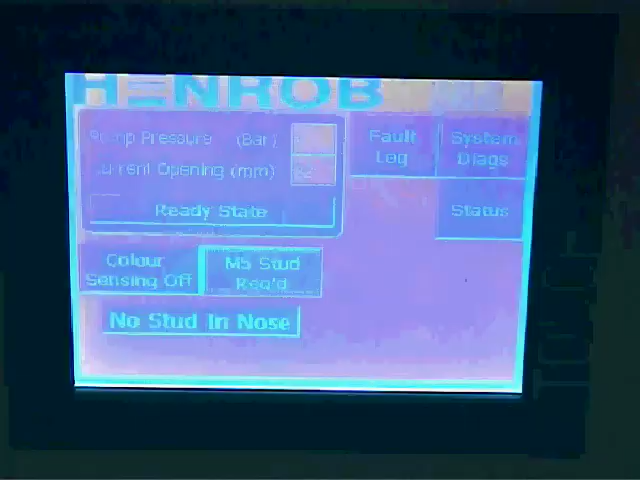 HENROB
Pump Pressure (Bar)
Current Opening (mm)
Ready State
Fault Log
System Diags
Status
Colour Sensing Off
M5 Stud Req'd
No Stud In Nose